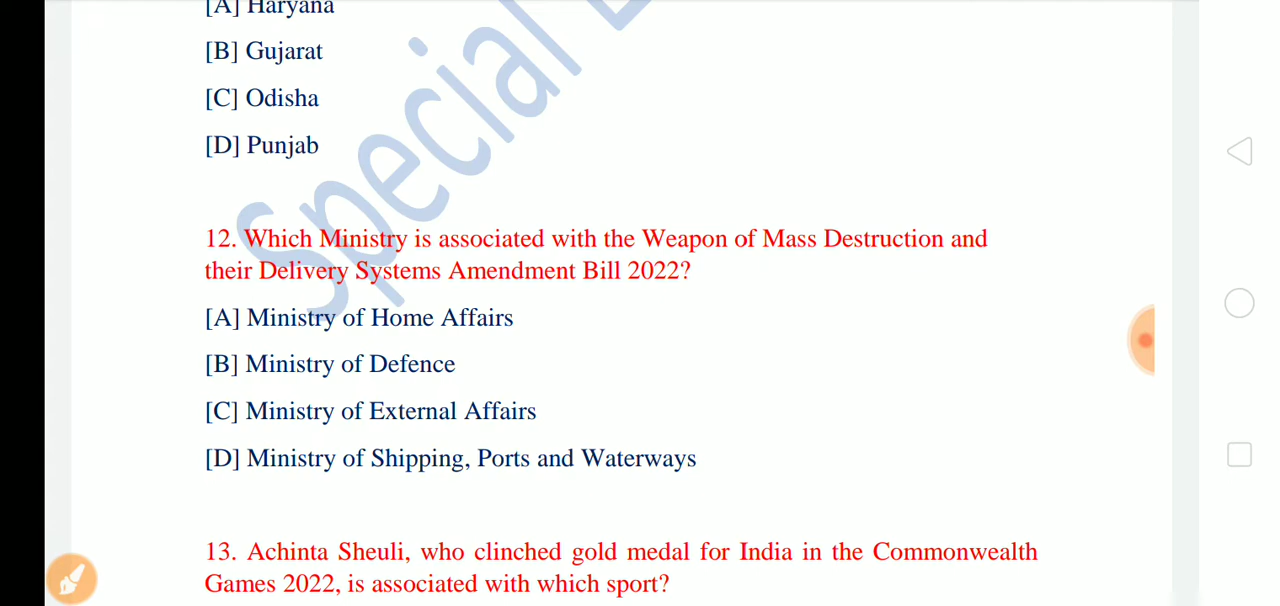 [A] Haryana
[B] Gujarat
[C] Odisha
[D] Punjab
12. Which Ministry is associated with the Weapon of Mass Destruction and
their Delivery Systems Amendment Bill 2022?
[A] Ministry of Home Affairs
[B] Ministry of Defence
[C] Ministry of External Affairs
[D] Ministry of Shipping, Ports and Waterways
13. Achinta Sheuli, who clinched gold medal for India in the Commonwealth
Games 2022, is associated with which sport?
Special